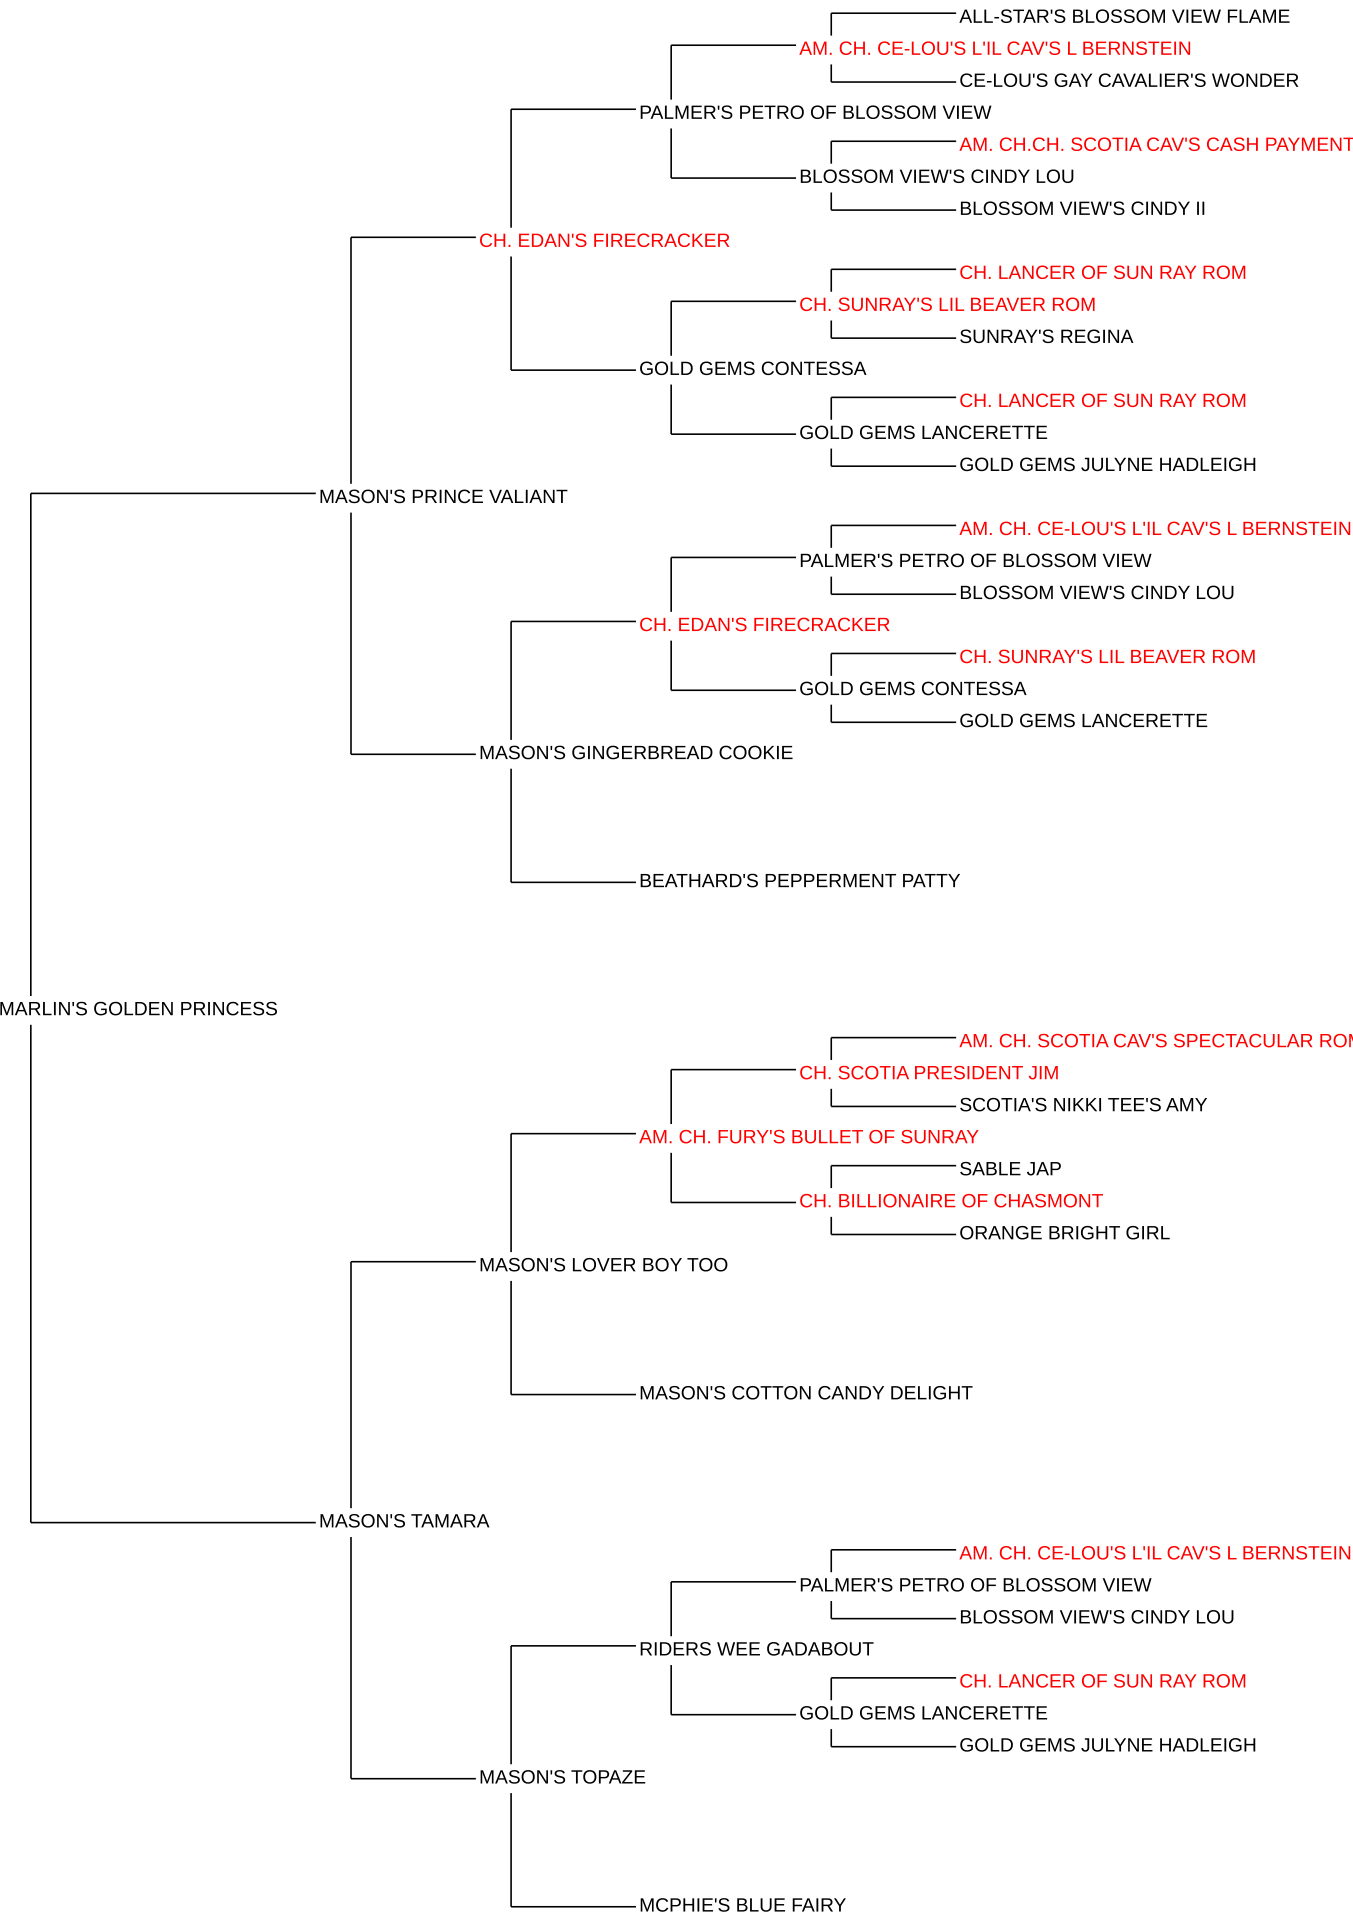 ALL-STAR'S BLOSSOM VIEW FLAME
AM. CH. CE-LOU'S L'IL CAV'S L BERNSTEIN
CE-LOU'S GAY CAVALIER'S WONDER
PALMER'S PETRO OF BLOSSOM VIEW
AM. CH.CH. SCOTIA CAV'S CASH PAYMENT
BLOSSOM VIEW'S CINDY LOU
BLOSSOM VIEW'S CINDY II
CH. EDAN'S FIRECRACKER
CH. LANCER OF SUN RAY ROM
CH. SUNRAY'S LIL BEAVER ROM
SUNRAY'S REGINA
GOLD GEMS CONTESSA
CH. LANCER OF SUN RAY ROM
GOLD GEMS LANCERETTE
GOLD GEMS JULYNE HADLEIGH
MASON'S PRINCE VALIANT
AM. CH. CE-LOU'S L'IL CAV'S L BERNSTEIN
PALMER'S PETRO OF BLOSSOM VIEW
BLOSSOM VIEW'S CINDY LOU
CH. EDAN'S FIRECRACKER
CH. SUNRAY'S LIL BEAVER ROM
GOLD GEMS CONTESSA
GOLD GEMS LANCERETTE
MASON'S GINGERBREAD COOKIE
BEATHARD'S PEPPERMENT PATTY
MARLIN'S GOLDEN PRINCESS
AM. CH. SCOTIA CAV'S SPECTACULAR ROM
CH. SCOTIA PRESIDENT JIM
SCOTIA'S NIKKI TEE'S AMY
AM. CH. FURY'S BULLET OF SUNRAY
SABLE JAP
CH. BILLIONAIRE OF CHASMONT
ORANGE BRIGHT GIRL
MASON'S LOVER BOY TOO
MASON'S COTTON CANDY DELIGHT
MASON'S TAMARA
AM. CH. CE-LOU'S L'IL CAV'S L BERNSTEIN
PALMER'S PETRO OF BLOSSOM VIEW
BLOSSOM VIEW'S CINDY LOU
RIDERS WEE GADABOUT
CH. LANCER OF SUN RAY ROM
GOLD GEMS LANCERETTE
GOLD GEMS JULYNE HADLEIGH
MASON'S TOPAZE
MCPHIE'S BLUE FAIRY